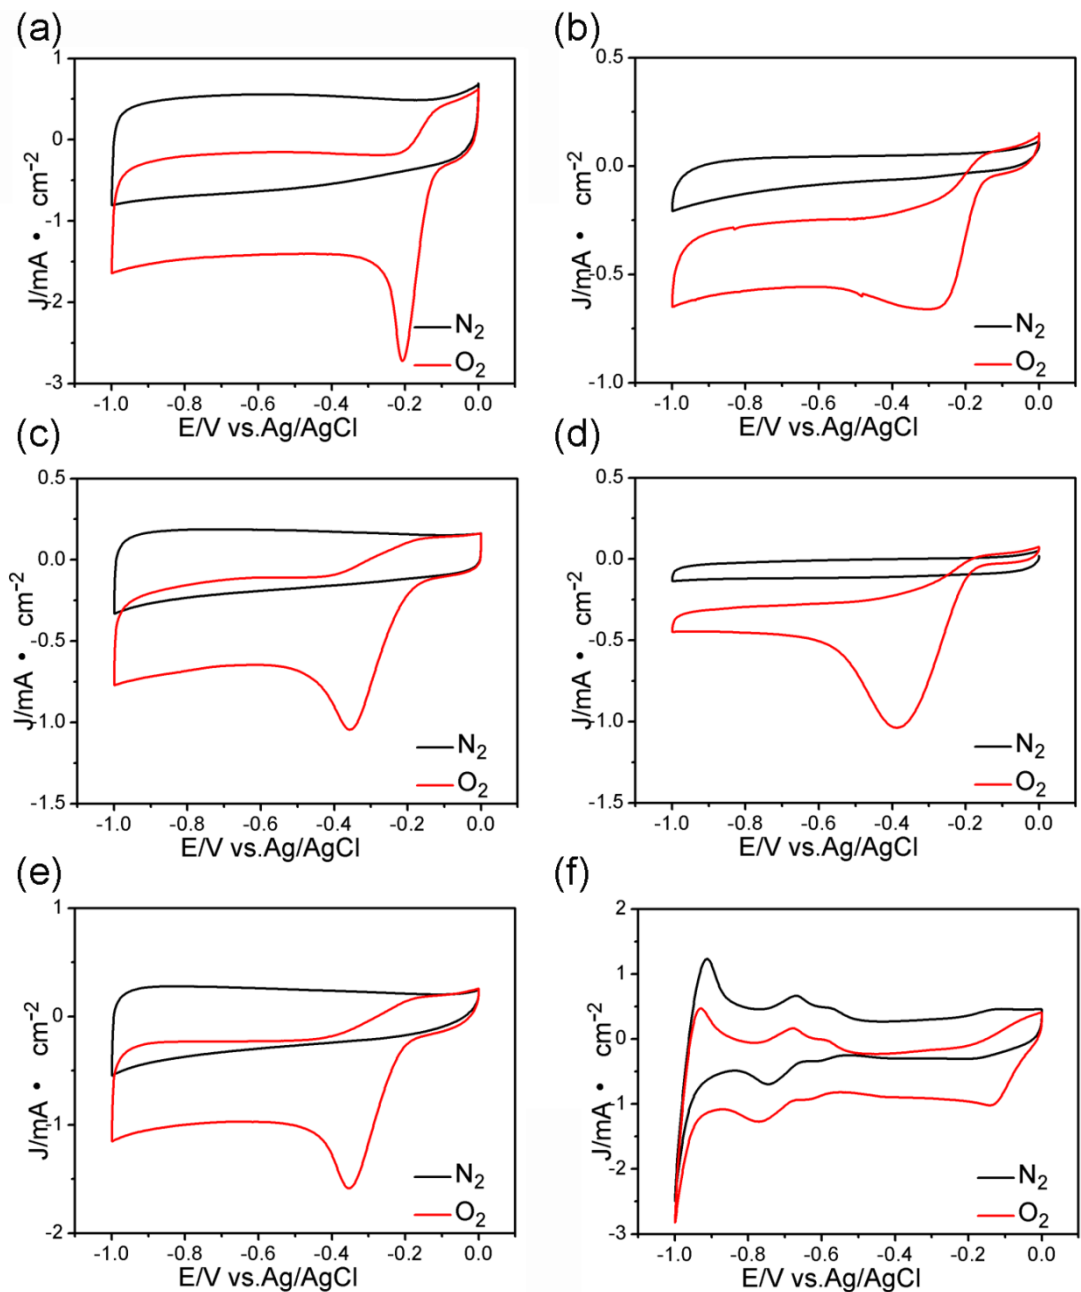 (a)
1
0
-1
-2
-3
J/mA • cm⁻²
N₂
O₂
-1.0 -0.8 -0.6 -0.4 -0.2 0.0
E/V vs.Ag/AgCl
(b)
0.5
0.0
-0.5
-1.0
J/mA • cm⁻²
N₂
O₂
-1.0 -0.8 -0.6 -0.4 -0.2 0.0
E/V vs.Ag/AgCl
(c)
0.5
0.0
-0.5
-1.0
-1.5
J/mA • cm⁻²
N₂
O₂
-1.0 -0.8 -0.6 -0.4 -0.2 0.0
E/V vs.Ag/AgCl
(d)
0.5
0.0
-0.5
-1.0
-1.5
J/mA • cm⁻²
N₂
O₂
-1.0 -0.8 -0.6 -0.4 -0.2 0.0
E/V vs.Ag/AgCl
(e)
1
0
-1
-2
J/mA • cm⁻²
N₂
O₂
-1.0 -0.8 -0.6 -0.4 -0.2 0.0
E/V vs.Ag/AgCl
(f)
2
1
0
-1
-2
-3
J/mA • cm⁻²
N₂
O₂
-1.0 -0.8 -0.6 -0.4 -0.2 0.0
E/V vs.Ag/AgCl